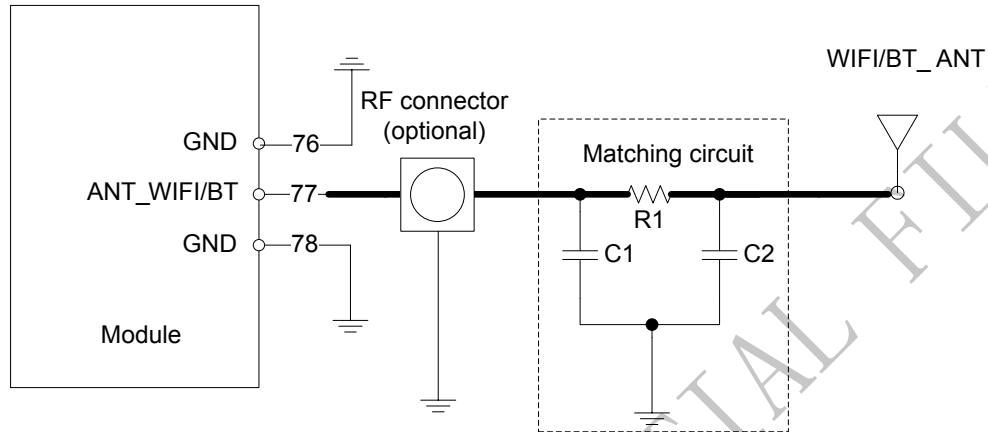 WIFI/BT_ ANT
RF connector
(optional)
GND
76
Matching circuit
ANT_WIFI/BT
77
R1
GND
78
C1
C2
Module